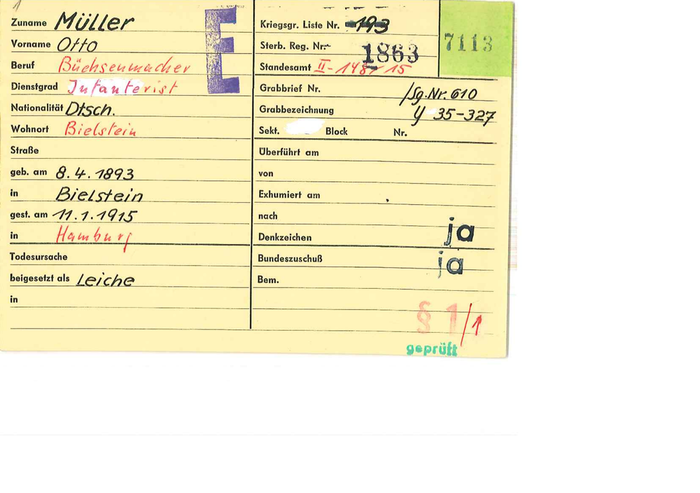 1
Zuname Müller
Vorname Otto
Beruf Büchsenmacher
Dienstgrad Infanterist
Nationalität Dtsch.
Wohnort Bielstein
Straße
geb. am 8.4.1893
in Bielstein
gest. am 11.1.1915
in Hamburg
Todesursache
beigesetzt als Leiche
in
E
Kriegsgr. Liste Nr. 193
Sterb. Reg. Nr. 1863
Standesamt II-148/15
7113
Grabbrief Nr. /Sg.Nr. 610
Grabbezeichnung y 35-327
Sekt. Block Nr.
Überführt am
von
Exhumiert am
nach
Denkzeichen ja
Bundeszuschuß ja
Bem.
§ 1/1
geprüft